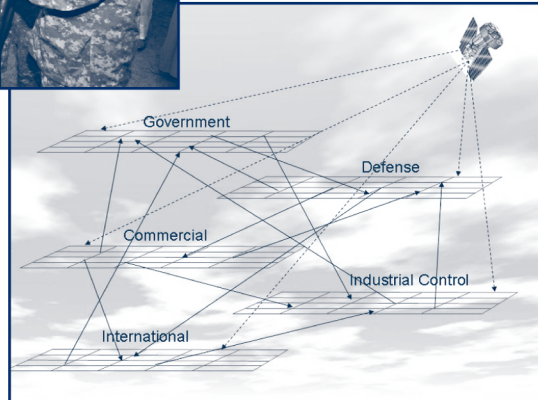 Government
Defense
Commercial
Industrial Control
International